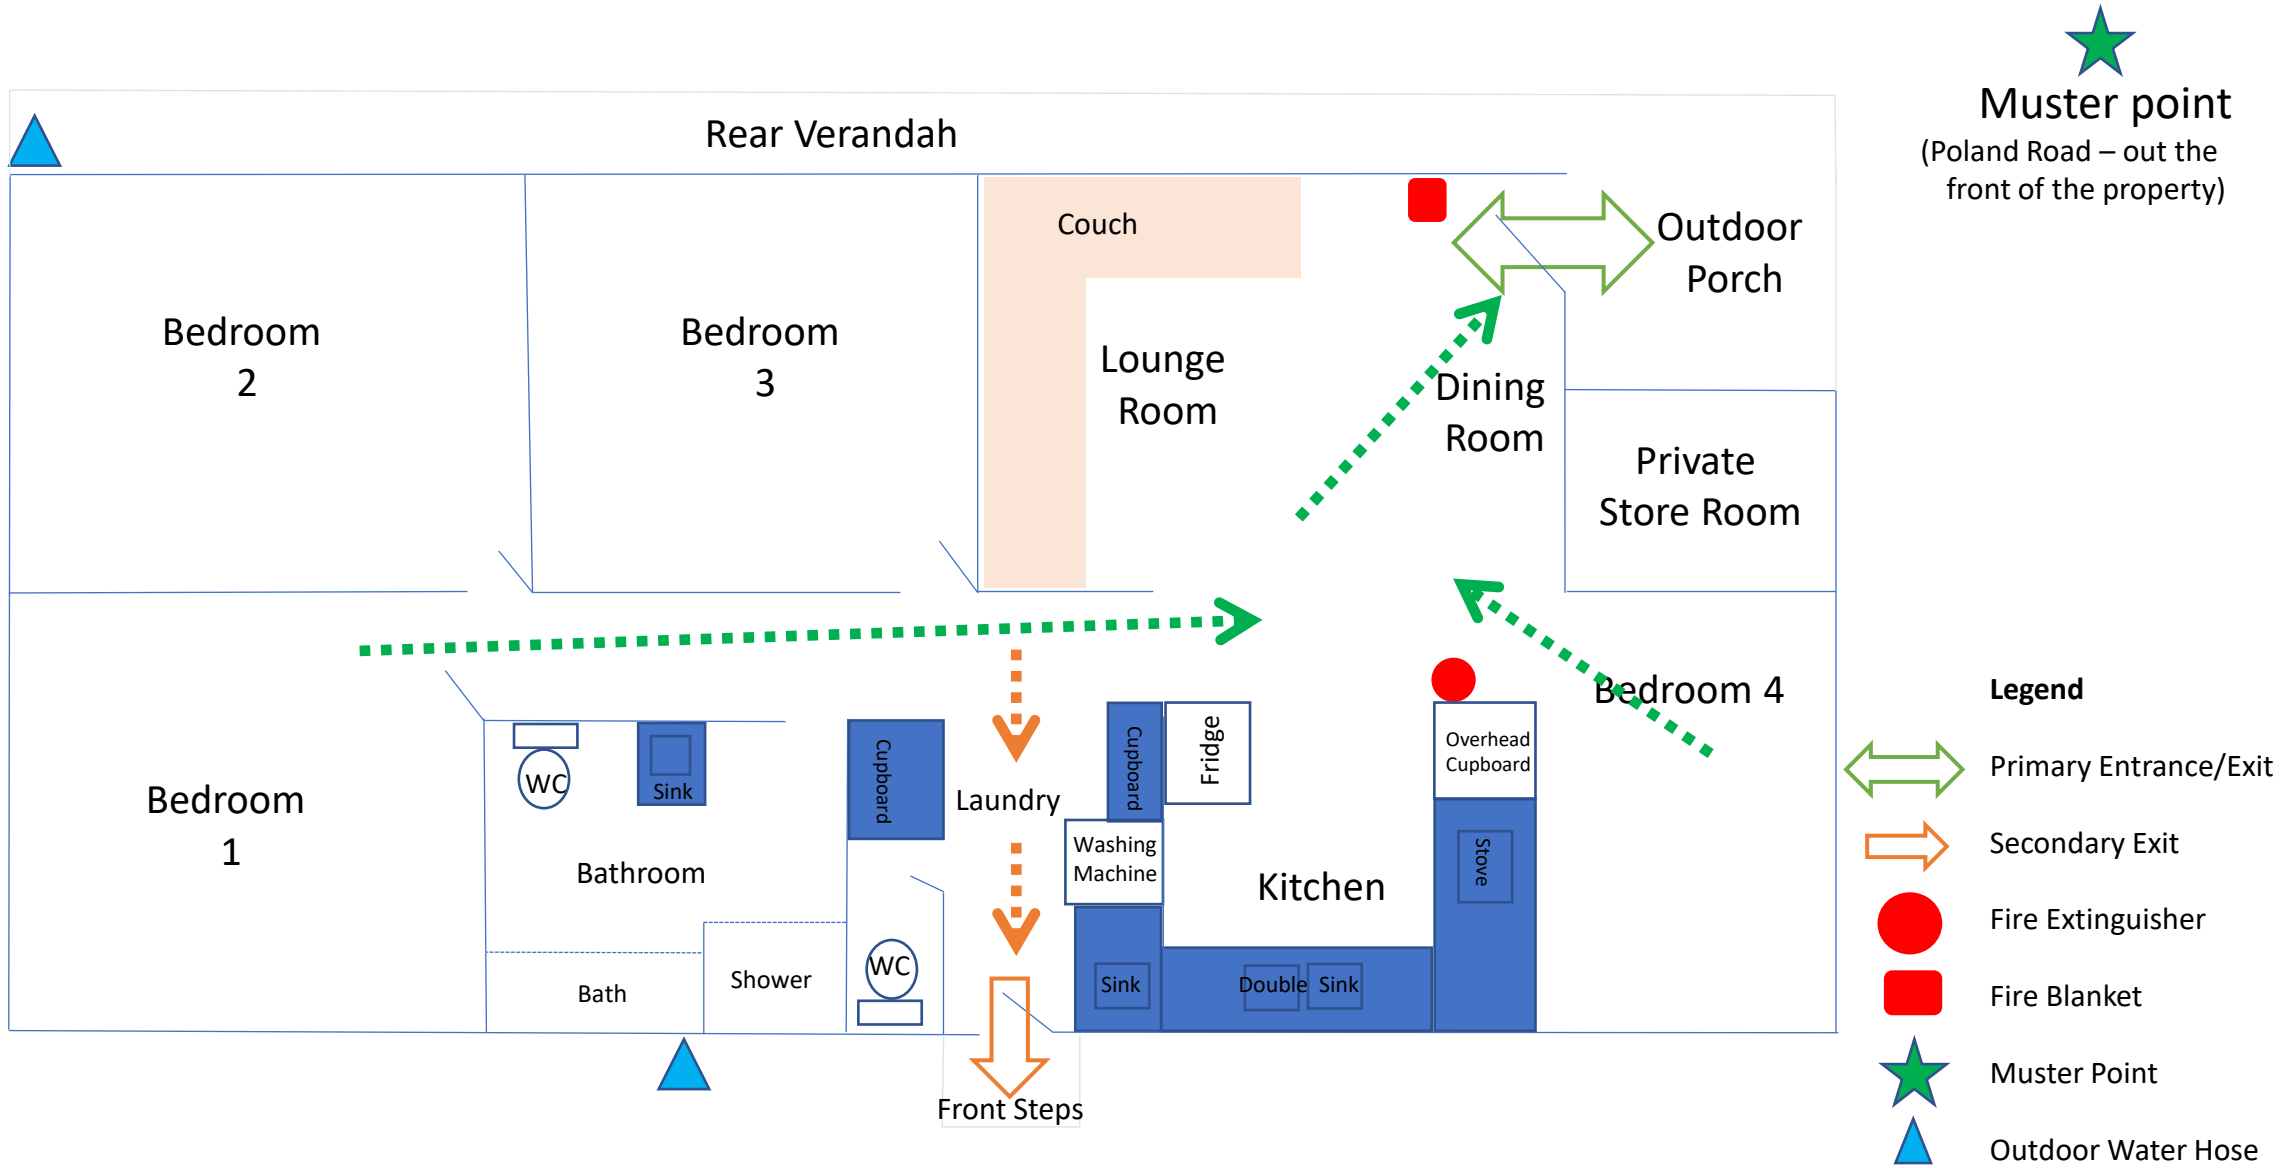 Muster point
(Poland Road – out the
front of the property)
Rear Verandah
Couch
Outdoor
Porch
Bedroom
2
Bedroom
3
Lounge
Room
Dining
Room
Private
Store Room
Bedroom 4
Bedroom
1
WC
Sink
Bathroom
Bath
Shower
Cupboard
WC
Laundry
Cupboard
Fridge
Washing
Machine
Sink
Kitchen
Double Sink
Overhead
Cupboard
Stove
Front Steps
Legend
Primary Entrance/Exit
Secondary Exit
Fire Extinguisher
Fire Blanket
Muster Point
Outdoor Water Hose